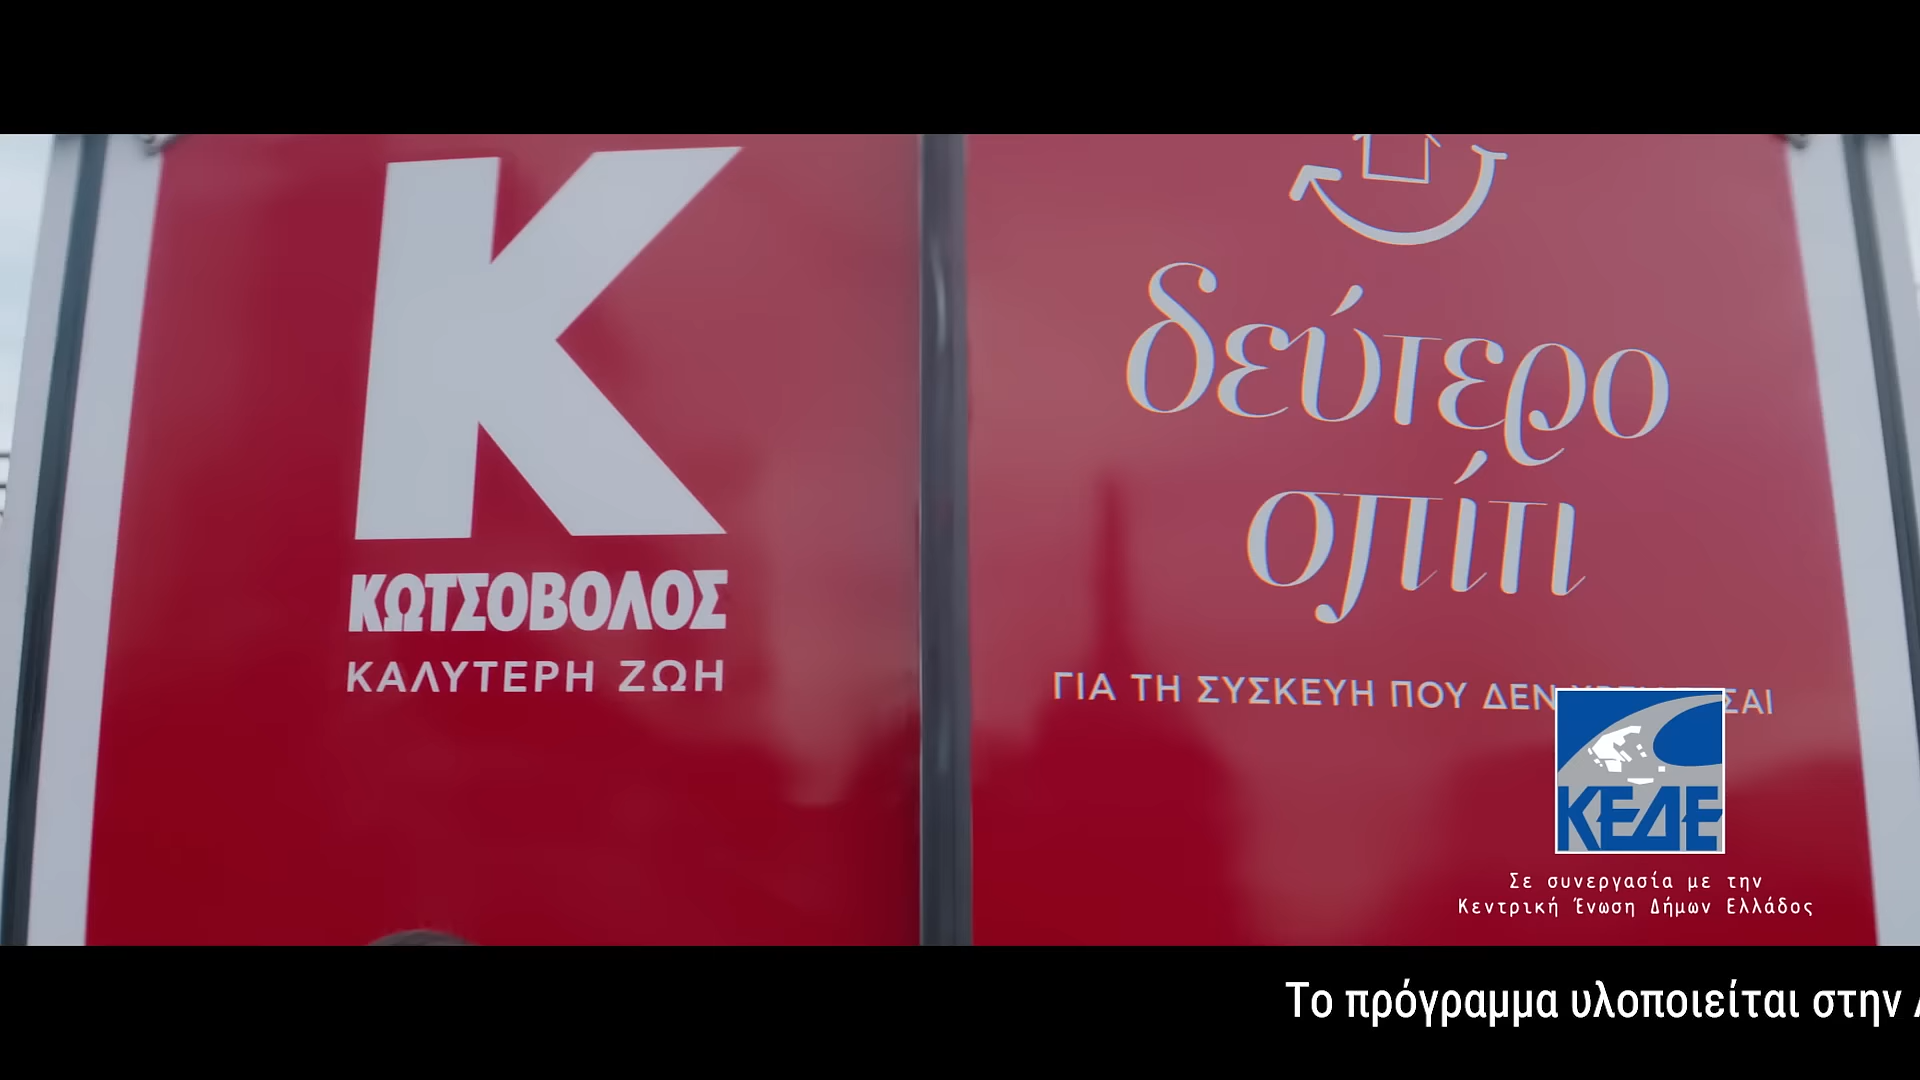 Κ
ΚΩΤΣΟΒΟΛΟΣ
ΚΑΛΥΤΕΡΗ ΖΩΗ
δεύτερο
σπίτι
ΓΙΑ ΤΗ ΣΥΣΚΕΥΗ ΠΟΥ ΔΕΝ
ΚΕΔΕ
Σε συνεργασία με την
Κεντρική Ένωση Δήμων Ελλάδος
Το πρόγραμμα υλοποιείται στην